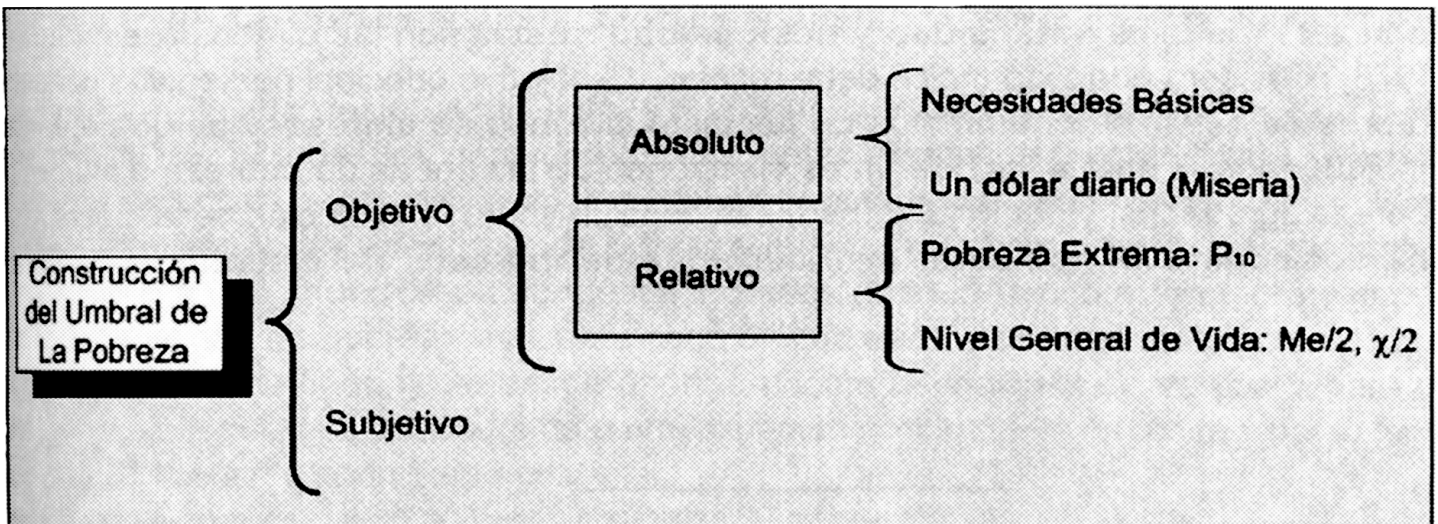 Construcción
del Umbral de
La Pobreza
Objetivo
Subjetivo
Absoluto
Relativo
Necesidades Básicas
Un dólar diario (Miseria)
Pobreza Extrema: P₁₀
Nivel General de Vida: Me/2, χ/2